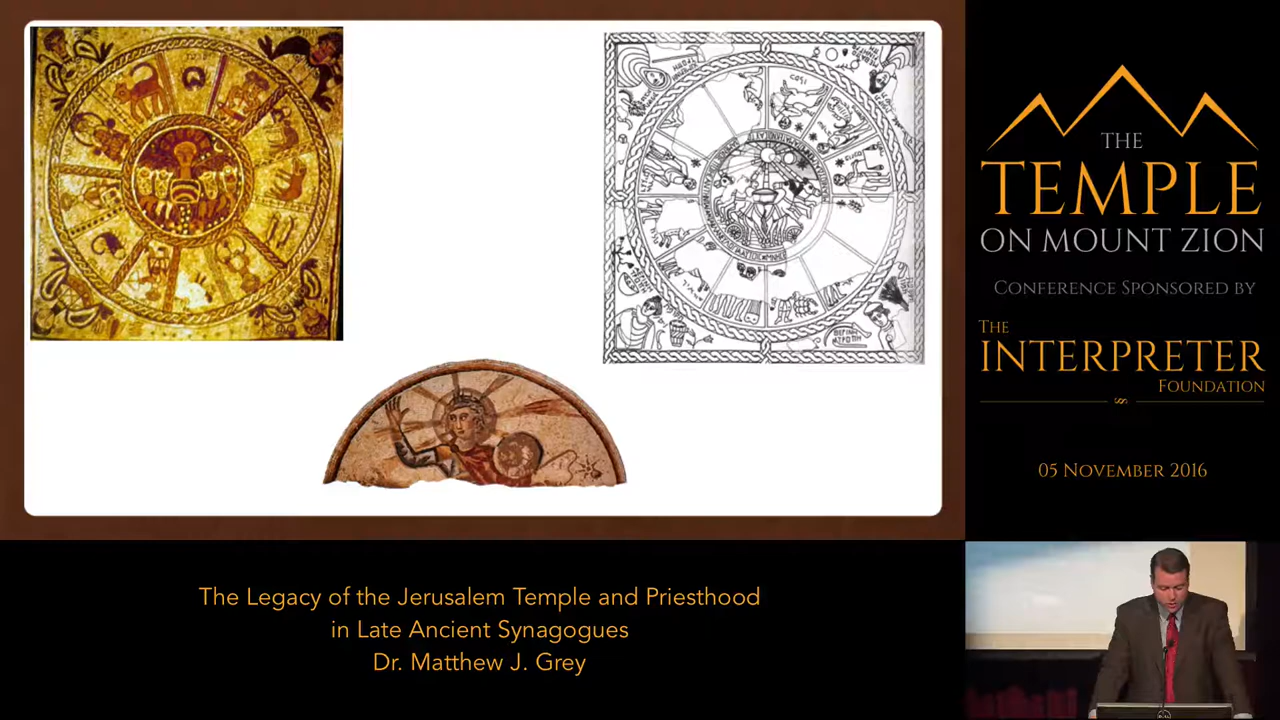 THE
TEMPLE
ON MOUNT ZION
CONFERENCE SPONSORED BY
THE
INTERPRETER
FOUNDATION
05 NOVEMBER 2016
The Legacy of the Jerusalem Temple and Priesthood
in Late Ancient Synagogues
Dr. Matthew J. Grey